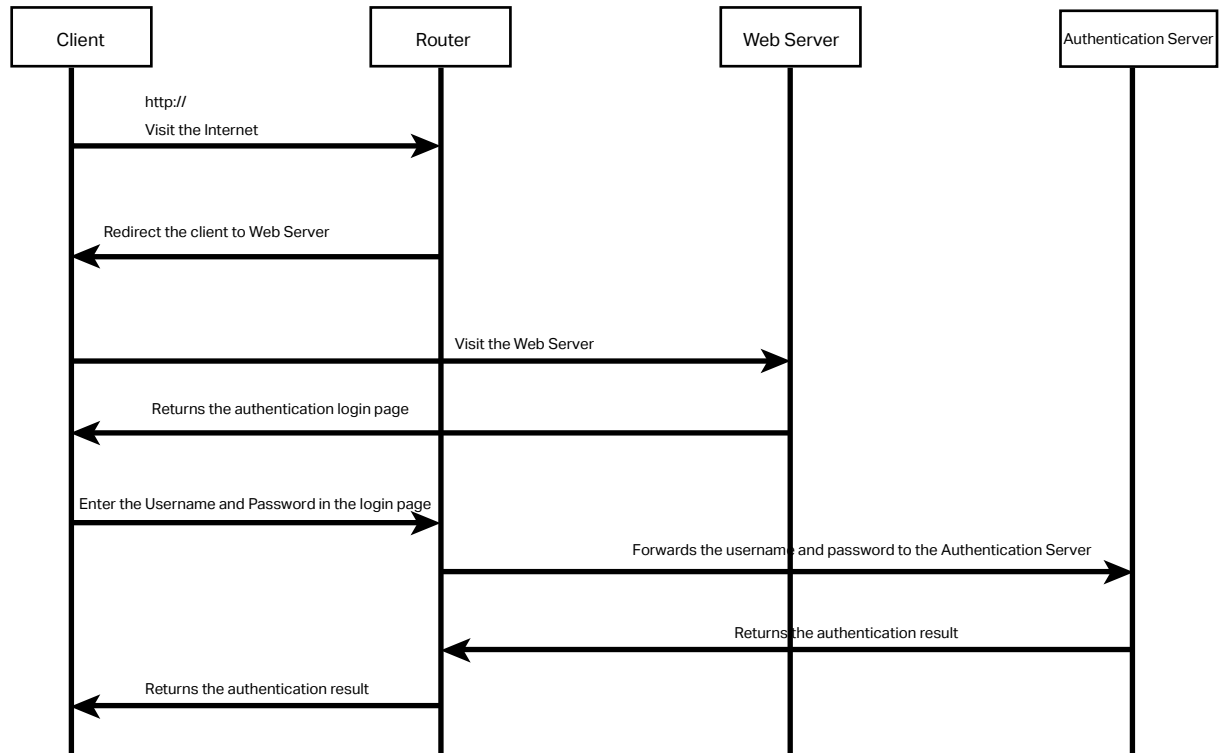 Client
Router
Web Server
Authentication Server
http://
Visit the Internet
Redirect the client to Web Server
Visit the Web Server
Returns the authentication login page
Enter the Username and Password in the login page
Forwards the username and password to the Authentication Server
Returns the authentication result
Returns the authentication result